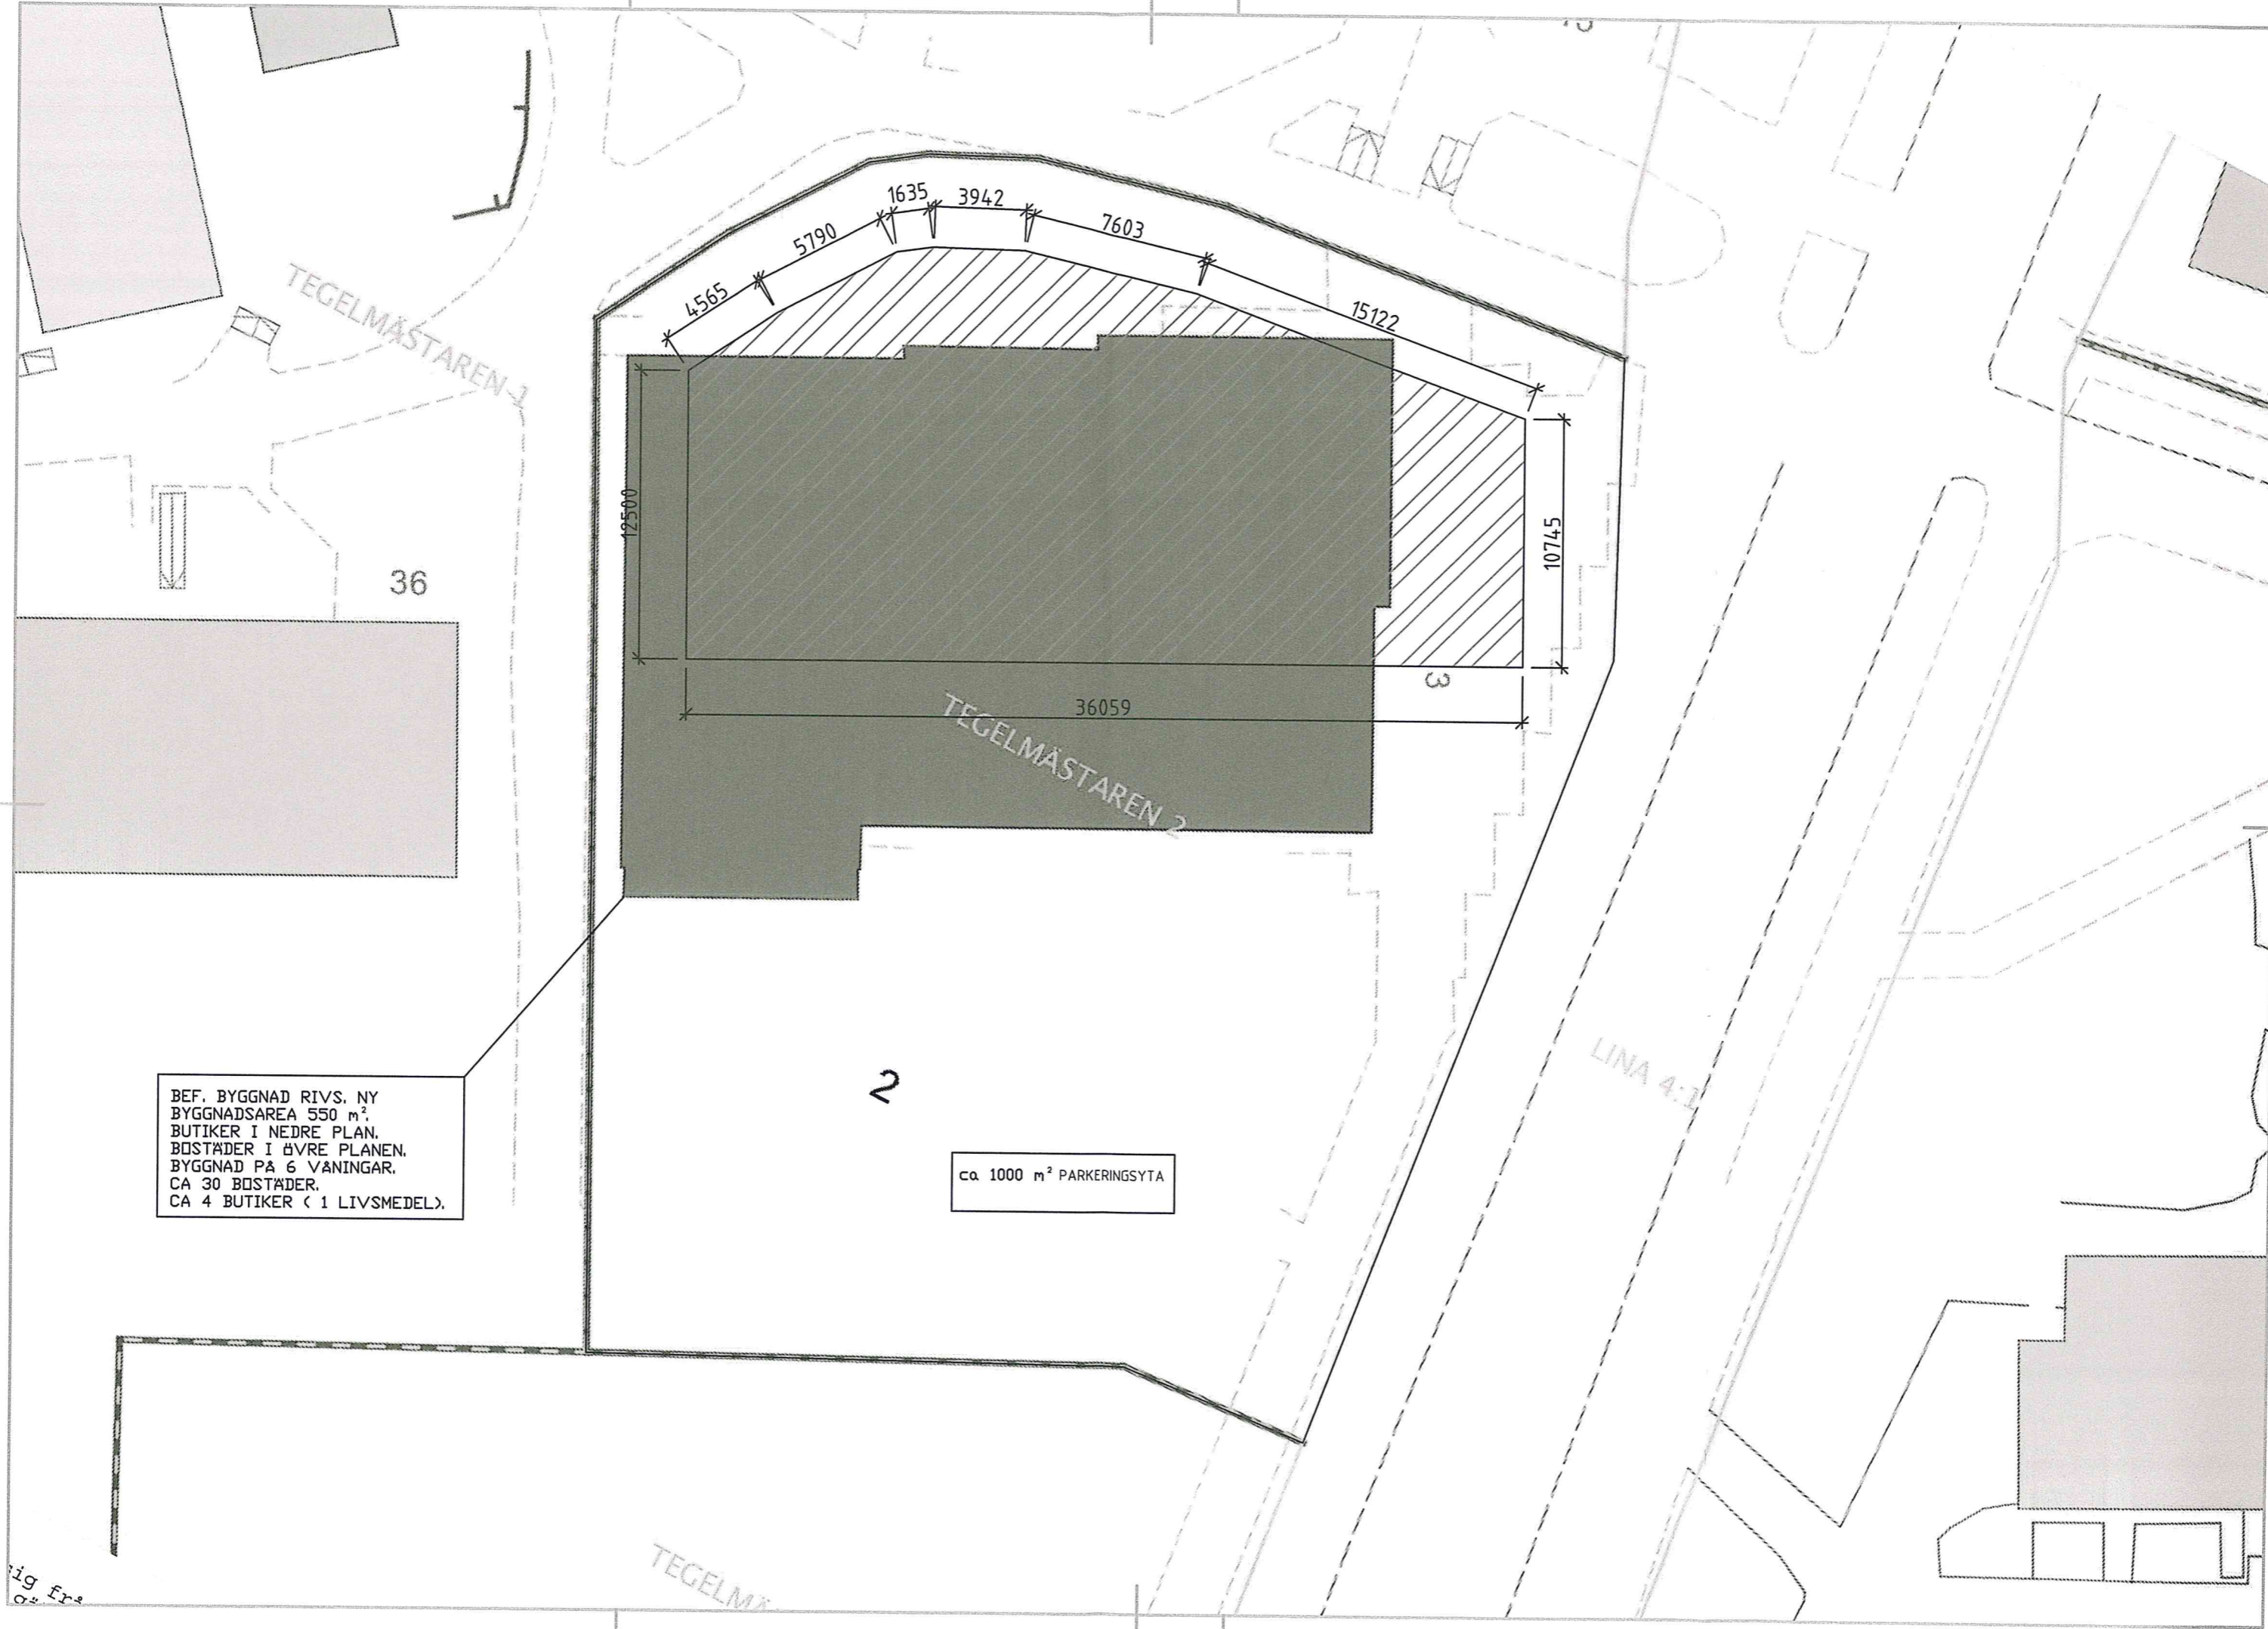 1635
3942
7603
5790
4565
15122
TEGELMÄSTAREN 1
12500
10745
36
3
36059
TEGELMÄSTAREN 2
2
LINA 4:1
BEF. BYGGNAD RIVS. NY
BYGGNADSAREA 550 m².
BUTIKER I NEDRE PLAN.
BOSTÄDER I ÖVRE PLANEN.
BYGGNAD PÅ 6 VÅNINGAR.
CA 30 BOSTÄDER.
CA 4 BUTIKER ( 1 LIVSMEDEL).
ca 1000 m² PARKERINGSYTA